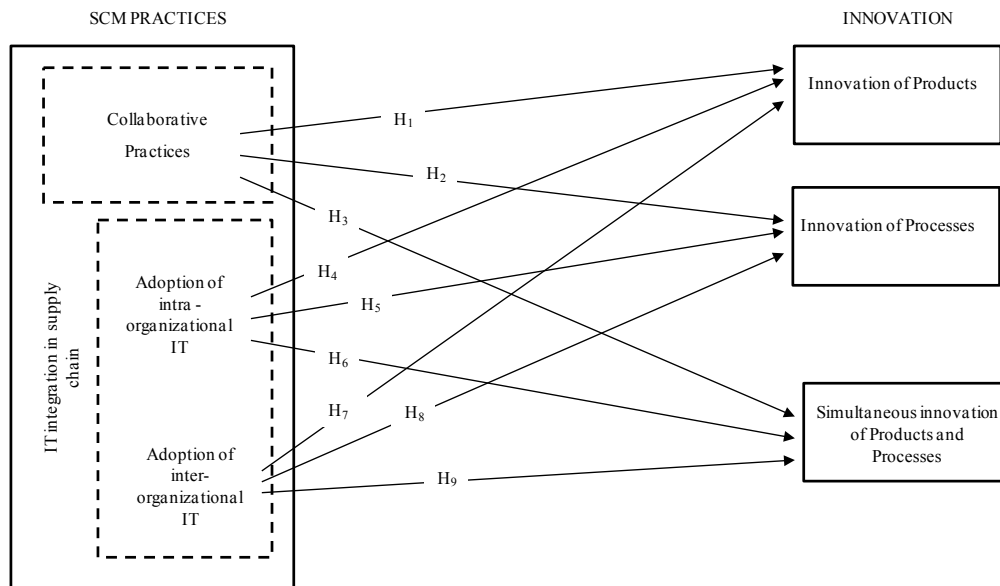 SCM PRACTICES
INNOVATION
Collaborative
Practices
IT integration in supply
chain
Adoption of
intra -
organizational
IT
Adoption of
inter-
organizational
IT
H1
H2
H3
H4
H5
H6
H7
H8
H9
Innovation of Products
Innovation of Processes
Simultaneous innovation
of Products and
Processes